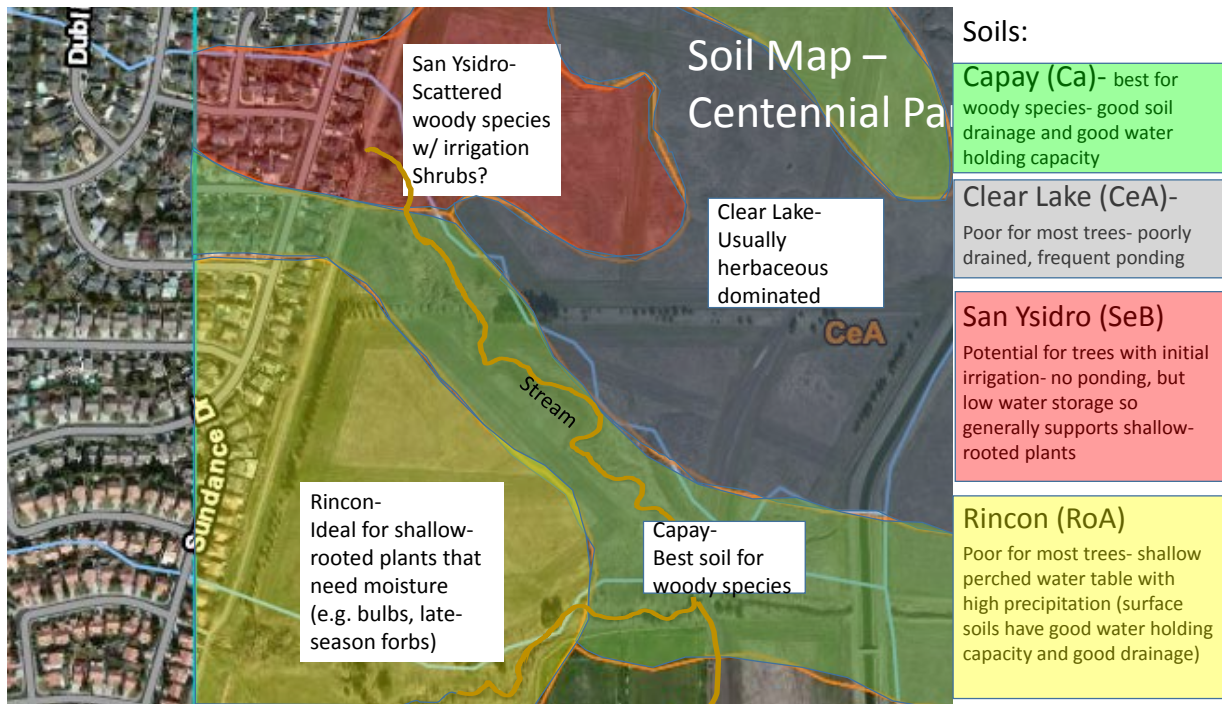 Dubl
San Ysidro-
Scattered
woody species
w/ irrigation
Shrubs?
Soil Map –
Centennial Pa
Clear Lake-
Usually
herbaceous
dominated
CeA
Stream
Sundance D
Rincon-
Ideal for shallow-
rooted plants that
need moisture
(e.g. bulbs, late-
season forbs)
Capay-
Best soil for
woody species
Soils:
Capay (Ca)- best for
woody species- good soil
drainage and good water
holding capacity
Clear Lake (CeA)-
Poor for most trees- poorly
drained, frequent ponding
San Ysidro (SeB)
Potential for trees with initial
irrigation- no ponding, but
low water storage so
generally supports shallow-
rooted plants
Rincon (RoA)
Poor for most trees- shallow
perched water table with
high precipitation (surface
soils have good water holding
capacity and good drainage)